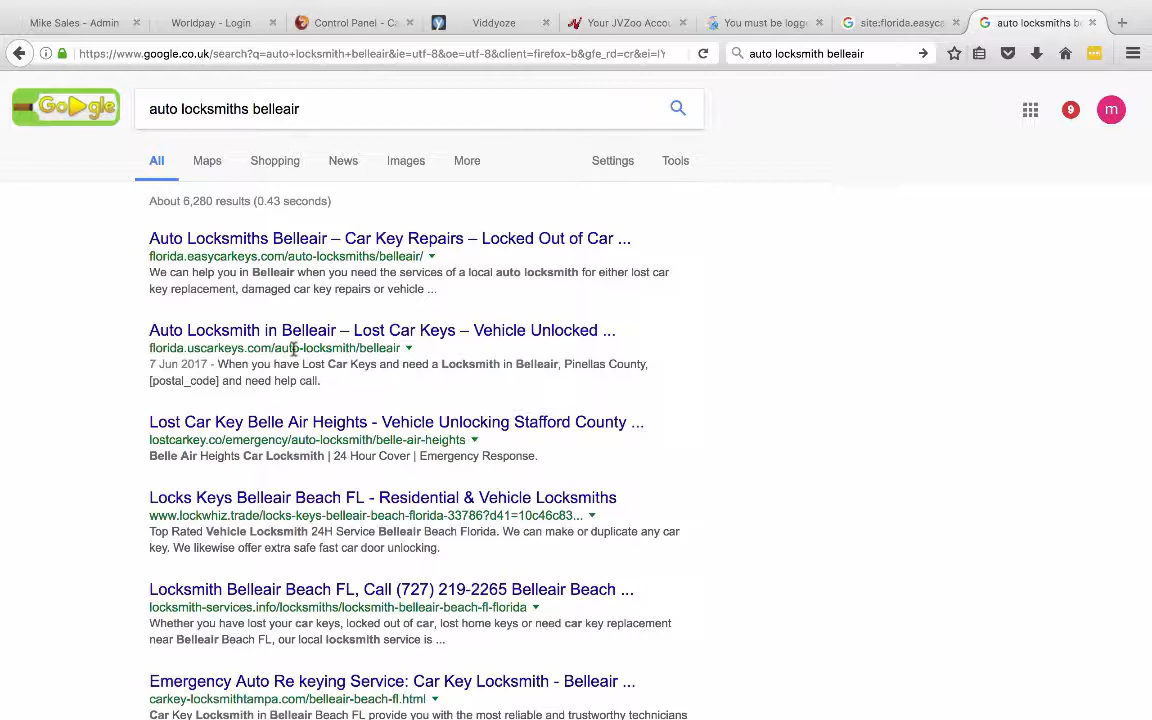 Mike Sales - Admin
Worldpay - Login
Control Panel - Ca
Viddyoze
Your JVZoo Accou
You must be logge
site:florida.easyca
auto locksmiths be
https://www.google.co.uk/search?q=auto+locksmith+belleair&ie=utf-8&oe=utf-8&client=firefox-b&gfe_rd=cr&ei=I
auto locksmith belleair
Google
auto locksmiths belleair
9
m
All
Maps
Shopping
News
Images
More
Settings
Tools
About 6,280 results (0.43 seconds)
Auto Locksmiths Belleair – Car Key Repairs – Locked Out of Car ...
florida.easycarkeys.com/auto-locksmiths/belleair/
We can help you in Belleair when you need the services of a local auto locksmith for either lost car
key replacement, damaged car key repairs or vehicle ...
Auto Locksmith in Belleair – Lost Car Keys – Vehicle Unlocked ...
florida.uscarkeys.com/auto-locksmith/belleair
7 Jun 2017 - When you have Lost Car Keys and need a Locksmith in Belleair, Pinellas County,
[postal_code] and need help call.
Lost Car Key Belle Air Heights - Vehicle Unlocking Stafford County ...
lostcarkey.co/emergency/auto-locksmith/belle-air-heights
Belle Air Heights Car Locksmith | 24 Hour Cover | Emergency Response.
Locks Keys Belleair Beach FL - Residential & Vehicle Locksmiths
www.lockwhiz.trade/locks-keys-belleair-beach-florida-33786?d41=10c46c83...
Top Rated Vehicle Locksmith 24H Service Belleair Beach Florida. We can make or duplicate any car
key. We likewise offer extra safe fast car door unlocking.
Locksmith Belleair Beach FL, Call (727) 219-2265 Belleair Beach ...
locksmith-services.info/locksmiths/locksmith-belleair-beach-fl-florida
Whether you have lost your car keys, locked out of car, lost home keys or need car key replacement
near Belleair Beach FL, our local locksmith service is ...
Emergency Auto Re keying Service: Car Key Locksmith - Belleair ...
carkey-locksmithtampa.com/belleair-beach-fl.html
Car Key Locksmith in Belleair Beach FL provide you with the most reliable and trustworthy technicians